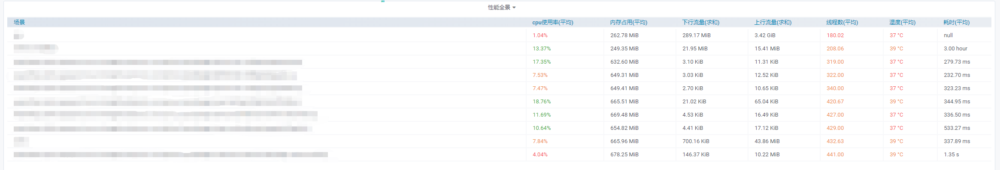 性能全景
场景 cpu使用率(平均) 内存占用(平均) 下行流量(求和) 上行流量(求和) 线程数(平均) 温度(平均) 耗时(平均)
1.04% 262.78 MiB 289.17 MiB 3.42 GiB 180.02 37 °C null
13.37% 249.35 MiB 21.95 MiB 15.41 MiB 208.06 39 °C 3.00 hour
17.35% 632.60 MiB 3.10 KiB 11.31 KiB 319.00 37 °C 279.73 ms
7.53% 649.31 MiB 3.03 KiB 12.52 KiB 322.00 37 °C 232.70 ms
7.47% 649.41 MiB 2.70 KiB 10.65 KiB 340.00 37 °C 323.23 ms
18.76% 665.51 MiB 21.02 KiB 65.04 KiB 420.67 39 °C 344.95 ms
11.69% 669.48 MiB 4.53 KiB 16.49 KiB 427.00 37 °C 336.50 ms
10.64% 654.82 MiB 4.41 KiB 17.12 KiB 429.00 37 °C 533.27 ms
7.84% 665.96 MiB 700.16 KiB 43.86 MiB 432.63 39 °C 337.89 ms
4.04% 678.25 MiB 146.37 KiB 10.22 MiB 441.00 39 °C 1.35 s